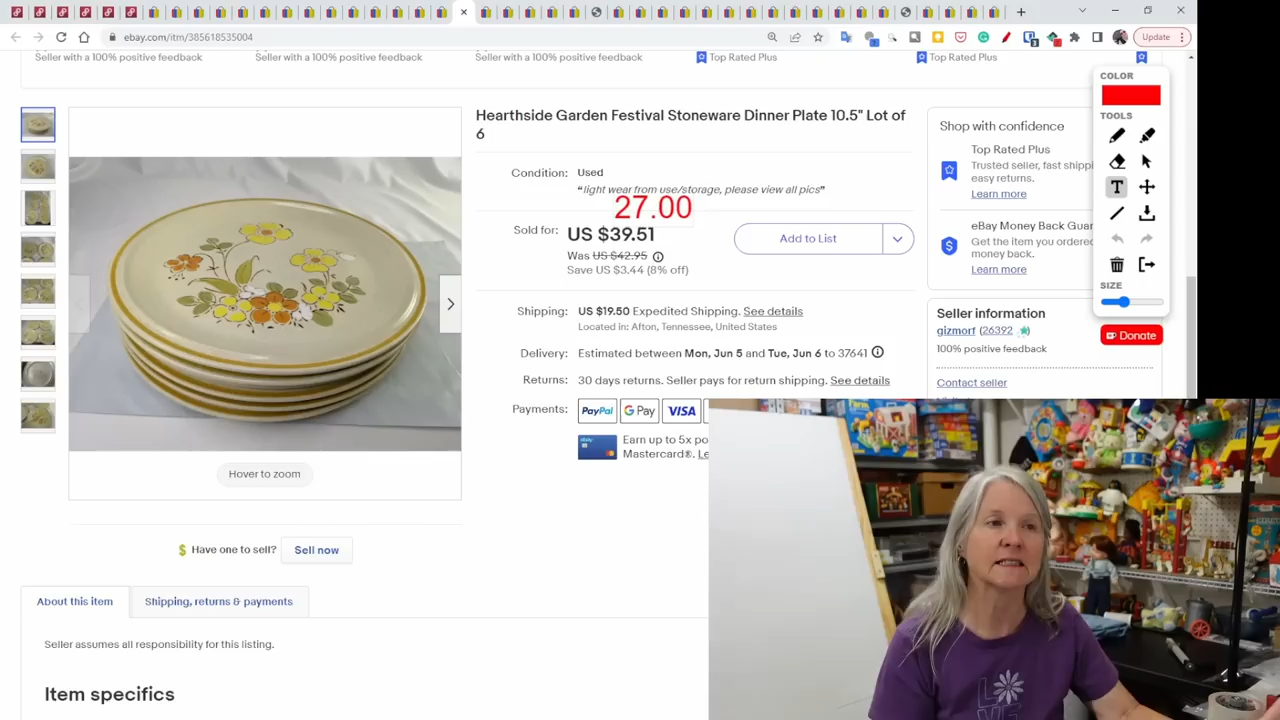 ebay.com/itm/385618535004
Update
Seller with a 100% positive feedback
Seller with a 100% positive feedback
Seller with a 100% positive feedback
Top Rated Plus
Top Rated Plus
Hearthside Garden Festival Stoneware Dinner Plate 10.5" Lot of
6
Condition: Used
"light wear from use/storage, please view all pics"
27.00
Sold for: US $39.51
Was US $42.95
Save US $3.44 (8% off)
Add to List
Shipping: US $19.50 Expedited Shipping. See details
Located in: Afton, Tennessee, United States
Delivery: Estimated between Mon, Jun 5 and Tue, Jun 6 to 37641
Returns: 30 days returns. Seller pays for return shipping. See details
Payments: PayPal G Pay VISA
ebay
Earn up to 5x po
Mastercard®. Le
Hover to zoom
Have one to sell? Sell now
About this item
Shipping, returns & payments
Seller assumes all responsibility for this listing.
Item specifics
Shop with confidence
Top Rated Plus
Trusted seller, fast shippi
easy returns.
Learn more
eBay Money Back Guar
Get the item you ordered
money back.
Learn more
Seller information
gizmorf (26392
100% positive feedback
Contact seller
COLOR
TOOLS
T
SIZE
Donate
LOVE